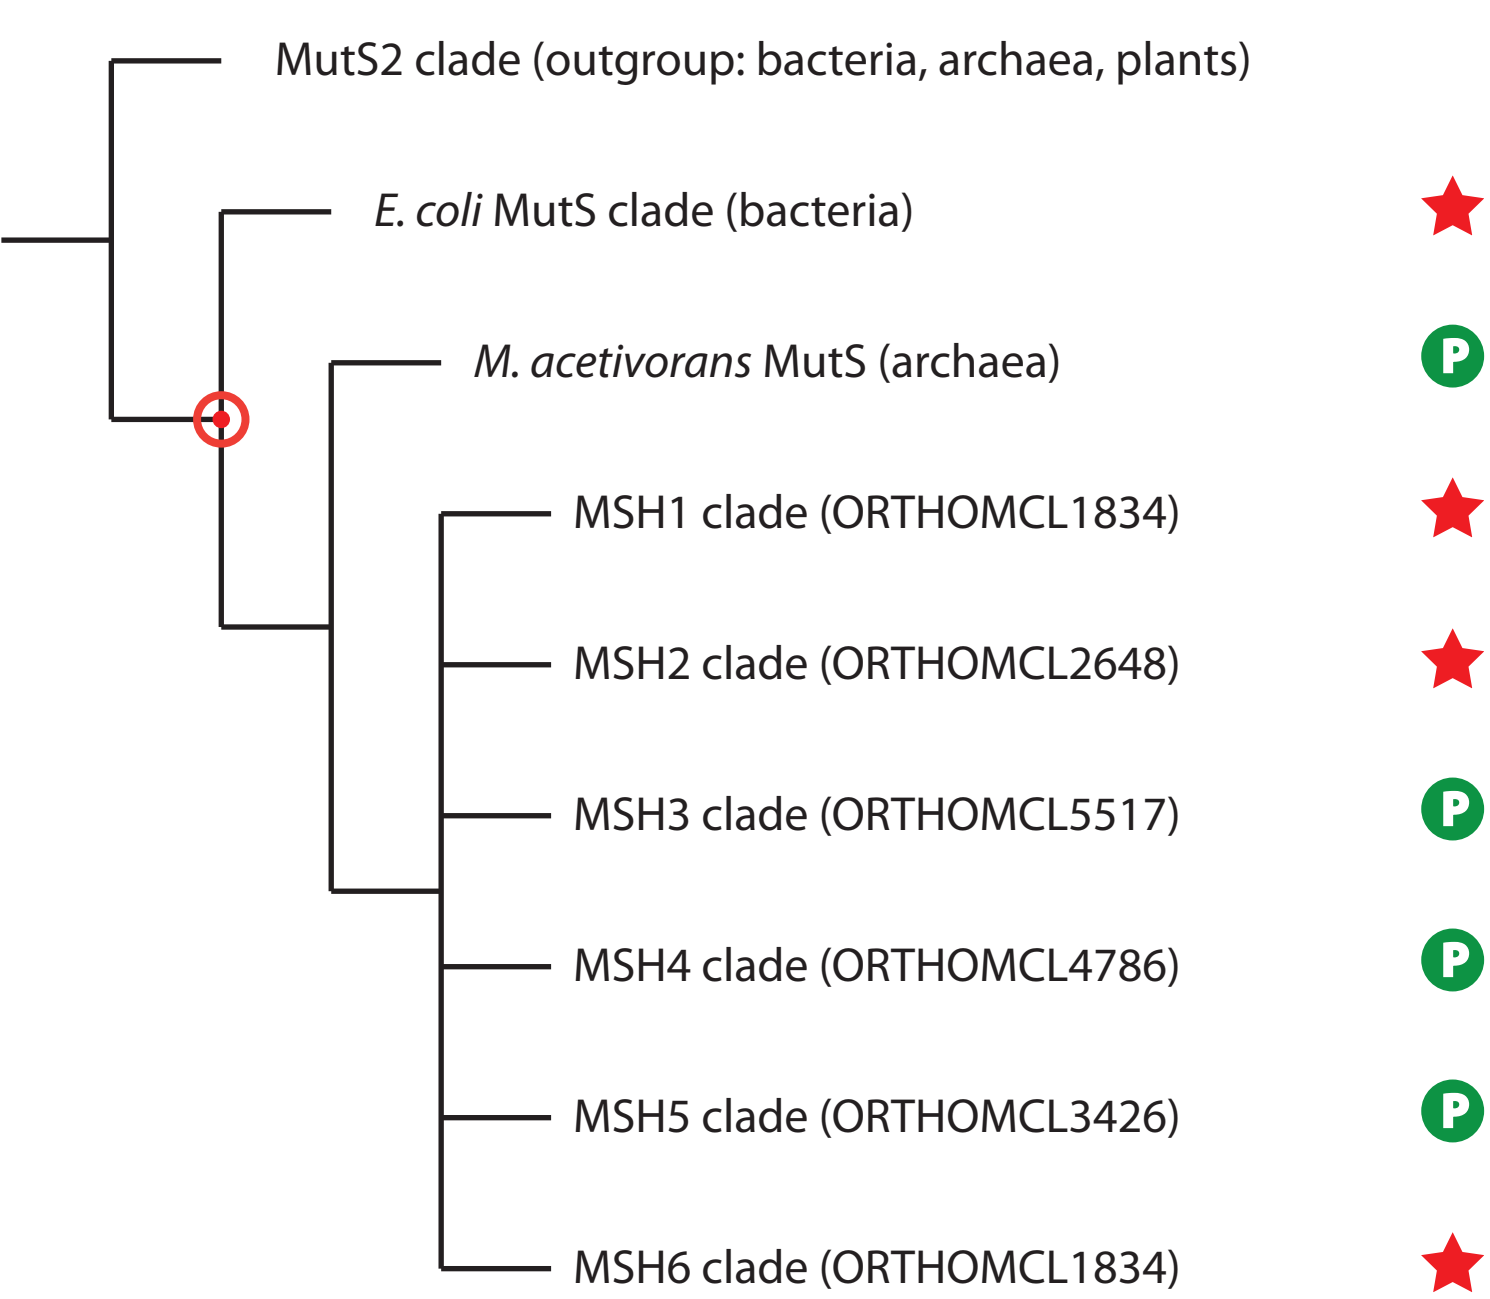 MutS2 clade (outgroup: bacteria, archaea, plants)
E. coli MutS clade (bacteria)
M. acetivorans MutS (archaea)
P
MSH1 clade (ORTHOMCL1834)
MSH2 clade (ORTHOMCL2648)
MSH3 clade (ORTHOMCL5517)
P
MSH4 clade (ORTHOMCL4786)
P
MSH5 clade (ORTHOMCL3426)
P
MSH6 clade (ORTHOMCL1834)